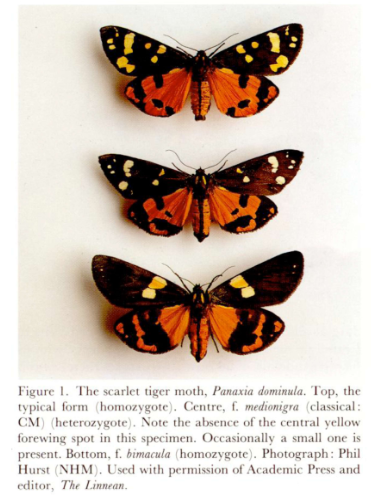 Figure 1. The scarlet tiger moth, Panaxia dominula. Top, the
typical form (homozygote). Centre, f. medionigra (classical:
CM) (heterozygote). Note the absence of the central yellow
forewing spot in this specimen. Occasionally a small one is
present. Bottom, f. bimacula (homozygote). Photograph: Phil
Hurst (NHM). Used with permission of Academic Press and
editor, The Linnean.